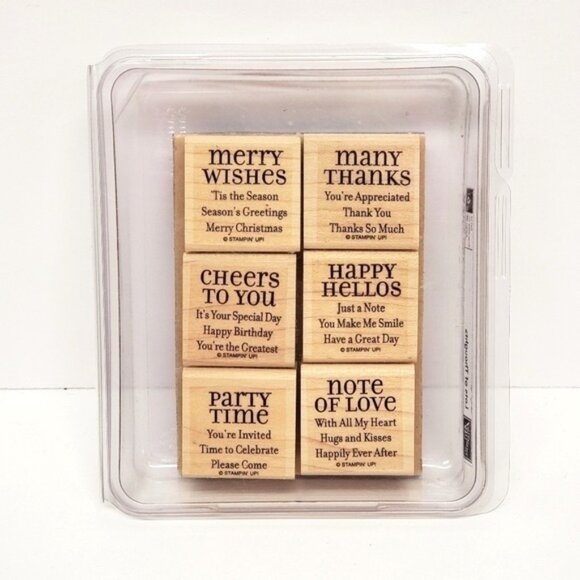 merry
WISHES
'Tis the Season
Season's Greetings
Merry Christmas
© STAMPIN' UP!
many
THANKS
You're Appreciated
Thank You
Thanks So Much
© STAMPIN' UP!
CHeers
TO YOU
It's Your Special Day
Happy Birthday
You're the Greatest
© STAMPIN' UP!
HAPPY
Hellos
Just a Note
You Make Me Smile
Have a Great Day
© STAMPIN' UP!
PARTY
TIME
You're Invited
Time to Celebrate
Please Come
© STAMPIN' UP!
NOTE
OF LOVE
With All My Heart
Hugs and Kisses
Happily Ever After
© STAMPIN' UP!
Lots of Thoughts